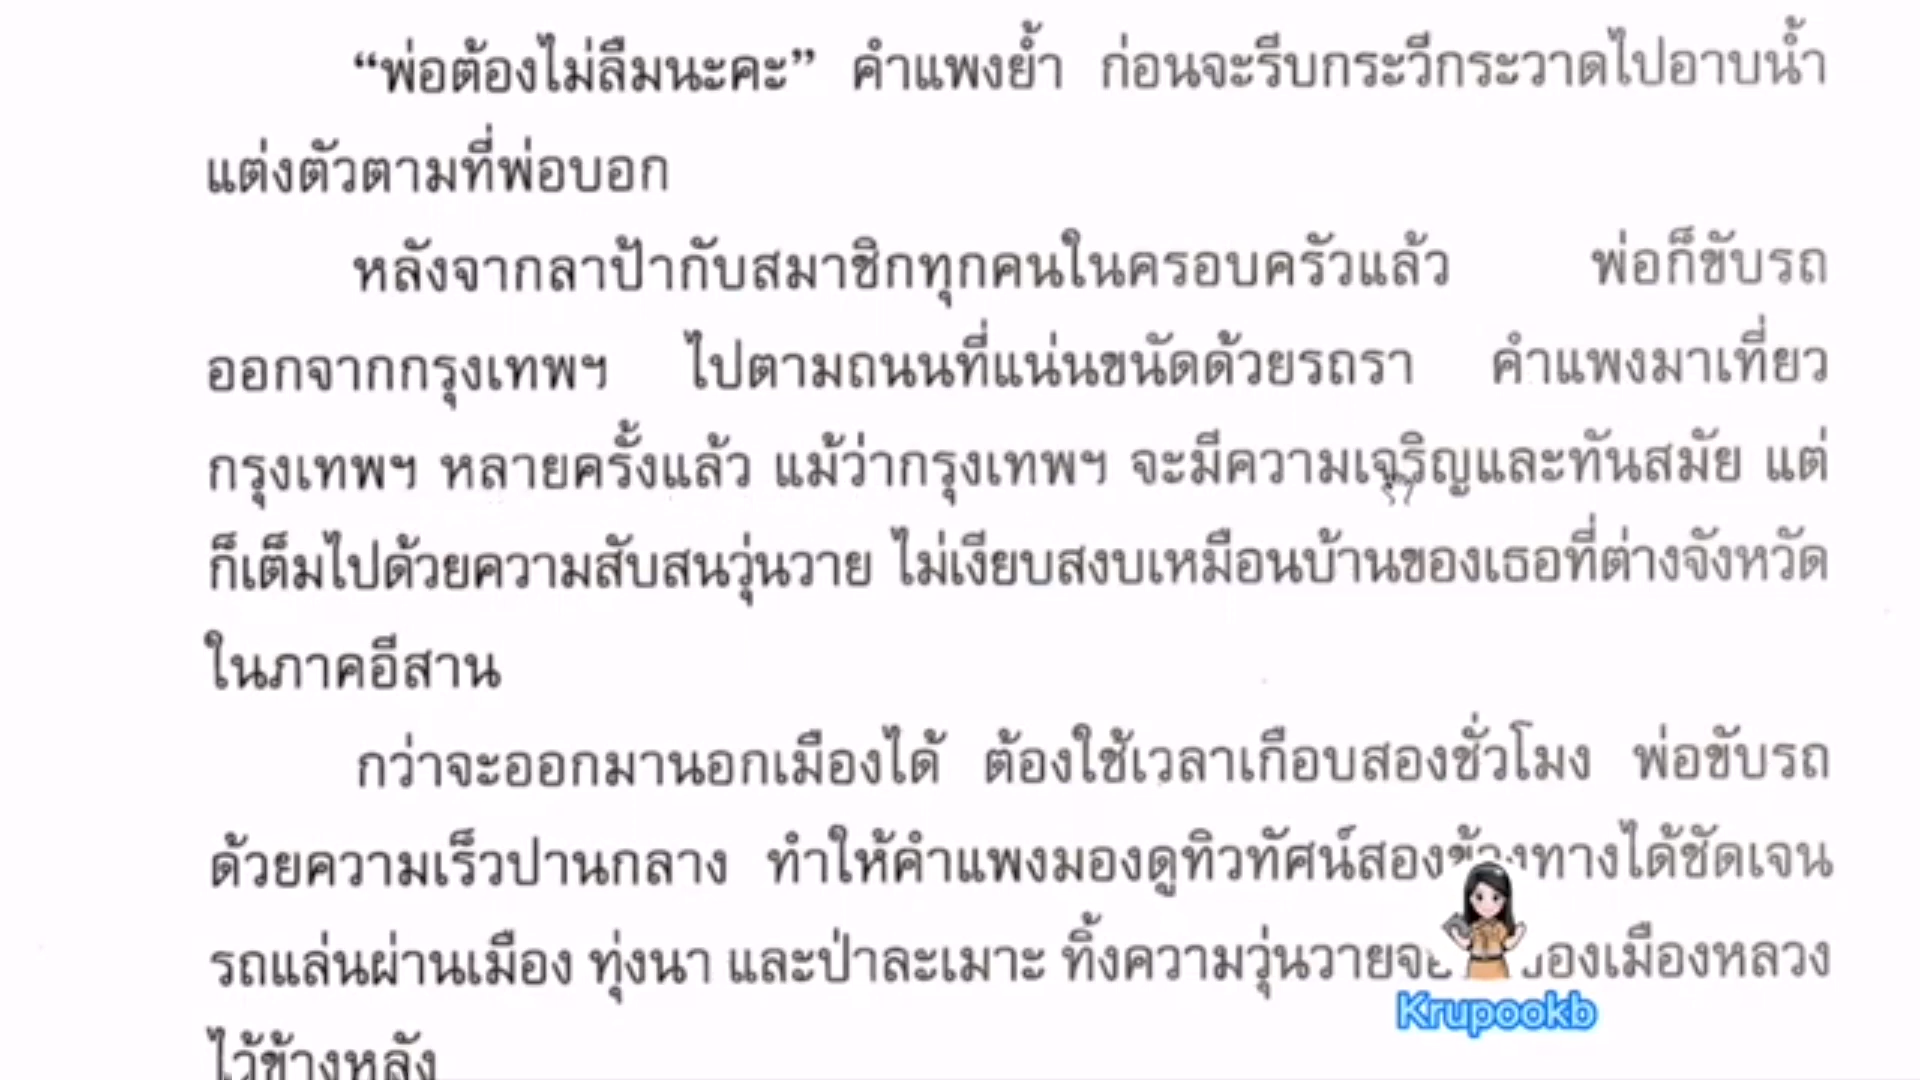 “พ่อต้องไม่ลืมนะคะ” คำแพงย้ำ ก่อนจะรีบกระวีกระวาดไปอาบน้ำ
แต่งตัวตามที่พ่อบอก
หลังจากลาป้ากับสมาชิกทุกคนในครอบครัวแล้ว พ่อก็ขับรถ
ออกจากกรุงเทพฯ ไปตามถนนที่แน่นขนัดด้วยรถรา คำแพงมาเที่ยว
กรุงเทพฯ หลายครั้งแล้ว แม้ว่ากรุงเทพฯ จะมีความเจริญและทันสมัย แต่
ก็เต็มไปด้วยความสับสนวุ่นวาย ไม่เงียบสงบเหมือนบ้านของเธอที่ต่างจังหวัด
ในภาคอีสาน
กว่าจะออกมานอกเมืองได้ ต้องใช้เวลาเกือบสองชั่วโมง พ่อขับรถ
ด้วยความเร็วปานกลาง ทำให้คำแพงมองดูทิวทัศน์สองข้างทางได้ชัดเจน
รถแล่นผ่านเมือง ทุ่งนา และป่าละเมาะ ทิ้งความวุ่นวาย ของเมืองหลวง
ไว้ข้างหลัง
Krupookb